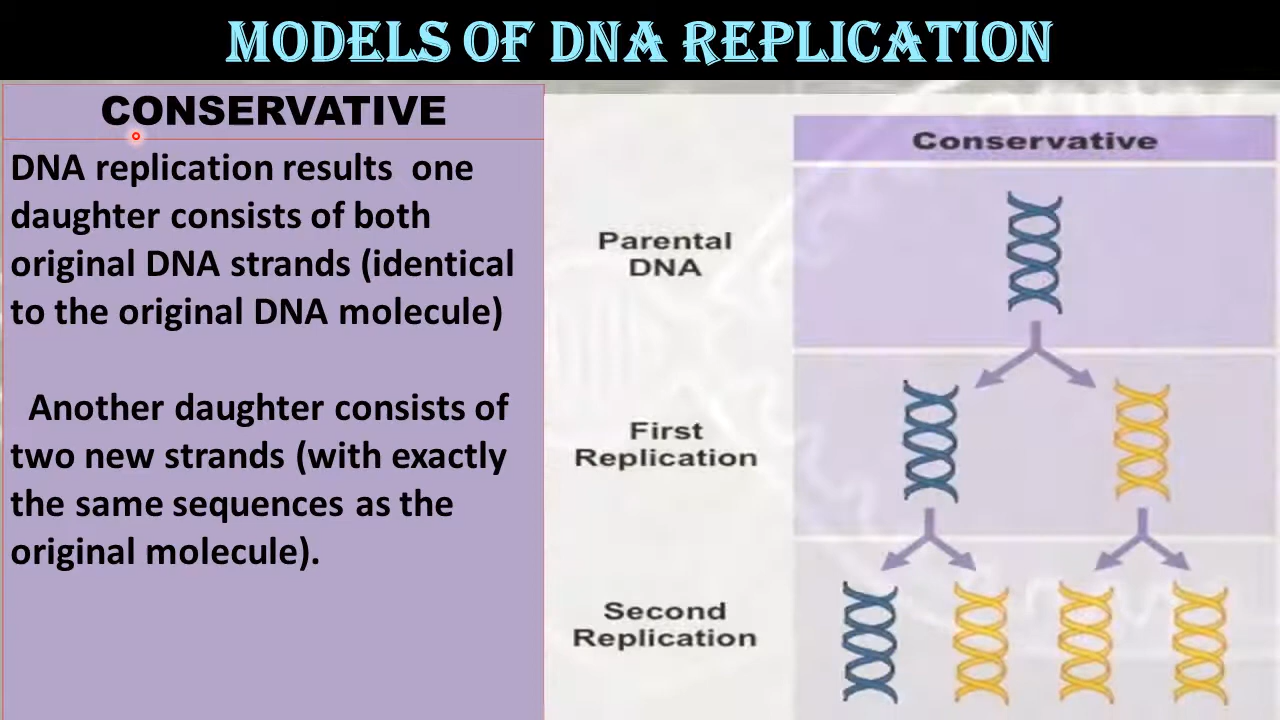 MODELS OF DNA REPLICATION
CONSERVATIVE
DNA replication results one
daughter consists of both
original DNA strands (identical
to the original DNA molecule)
Another daughter consists of
two new strands (with exactly
the same sequences as the
original molecule).
Conservative
Parental
DNA
First
Replication
Second
Replication